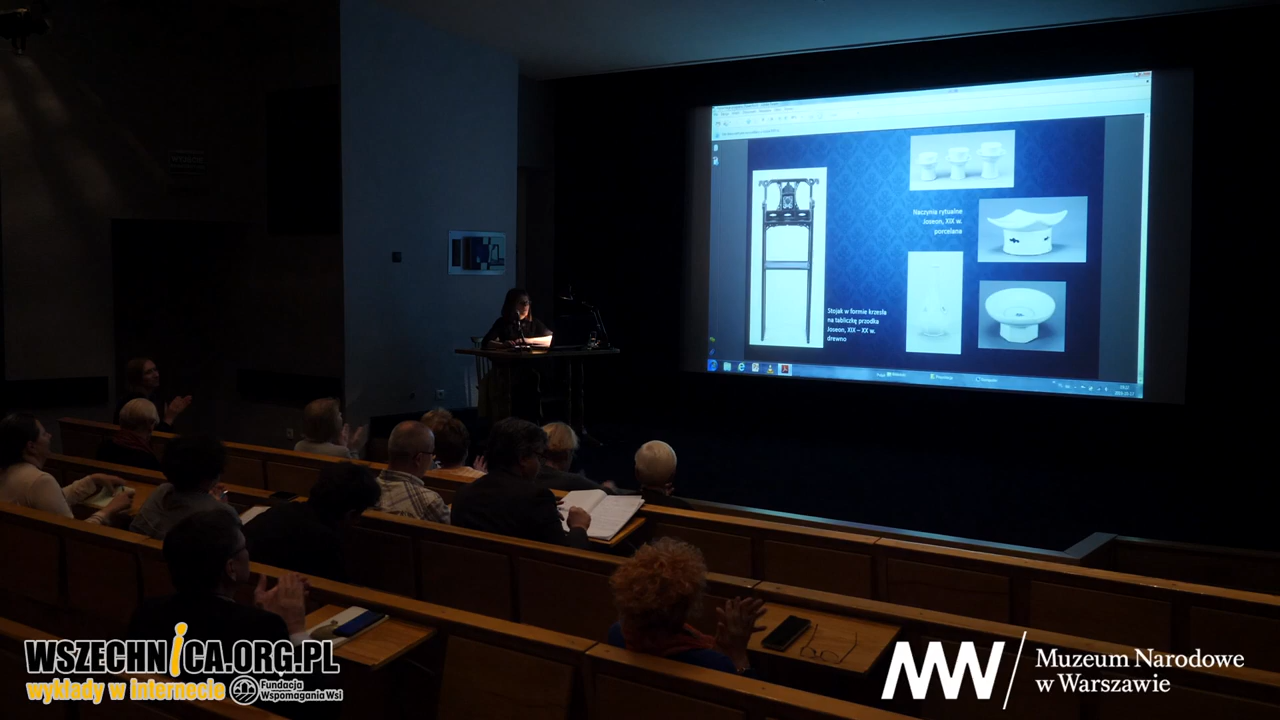 Naczynia rytualne
Joseon, XIX w.
porcelana
Stojak w formie krzesła
na tabliczkę przodka
Joseon, XIX – XX w.
drewno
WSZECHNICA.ORG.PL
wykłady w internecie
Fundacja
Wspomagania Wsi
Muzeum Narodowe
w Warszawie